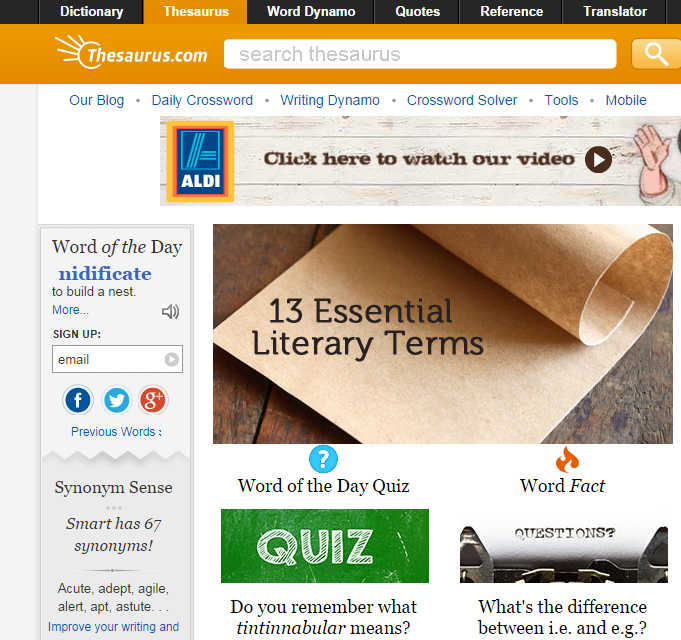 Dictionary
Thesaurus
Word Dynamo
Quotes
Reference
Translator
Thesaurus.com
search thesaurus
Our Blog • Daily Crossword • Writing Dynamo • Crossword Solver • Tools • Mobile
ALDI
Click here to watch our video
Word of the Day
nidificate
to build a nest.
More...
SIGN UP:
email
f
g+
Previous Words :
Synonym Sense
Smart has 67
synonyms!
Acute, adept, agile,
alert, apt, astute. . .
Improve your writing and
13 Essential
Literary Terms
?
Word of the Day Quiz
QUIZ
Do you remember what
tintinnabular means?
Word Fact
QUESTIONS?
What's the difference
between i.e. and e.g.?